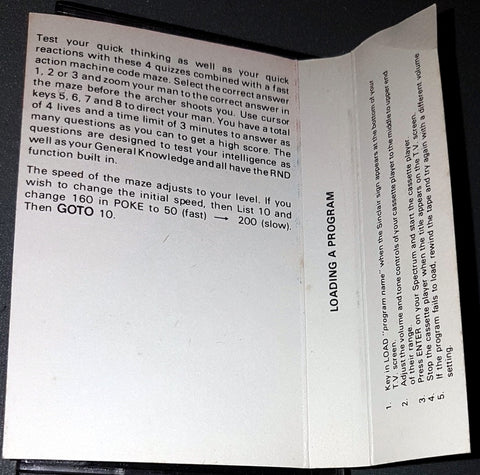 Test your quick thinking as well as your quick
reactions with these 4 quizzes combined with a fast
action machine code maze. Select the correct answer
1, 2 or 3 and zoom your man to the correct answer in
the maze before the archer shoots you. Use cursor
keys 5, 6, 7 and 8 to direct your man. You have a total
of 4 lives and a time limit of 3 minutes to answer as
many questions as you can to get a high score. The
questions are designed to test your intelligence as
well as your General Knowledge and all have the RND
function built in.
The speed of the maze adjusts to your level. If you
wish to change the initial speed, then List 10 and
change 160 in POKE to 50 (fast) → 200 (slow).
Then GOTO 10.
LOADING A PROGRAM
1. Key in LOAD "program name" when the Sinclair sign appears at the bottom of your
T.V. screen.
2. Adjust the volume and tone controls of your cassette player to the middle to upper end
of their range.
3. Press ENTER on your Spectrum and start the cassette player.
4. Stop the cassette player when the title appears on the T.V. screen.
5. If the program fails to load, rewind the tape and try again with a different volume
setting.